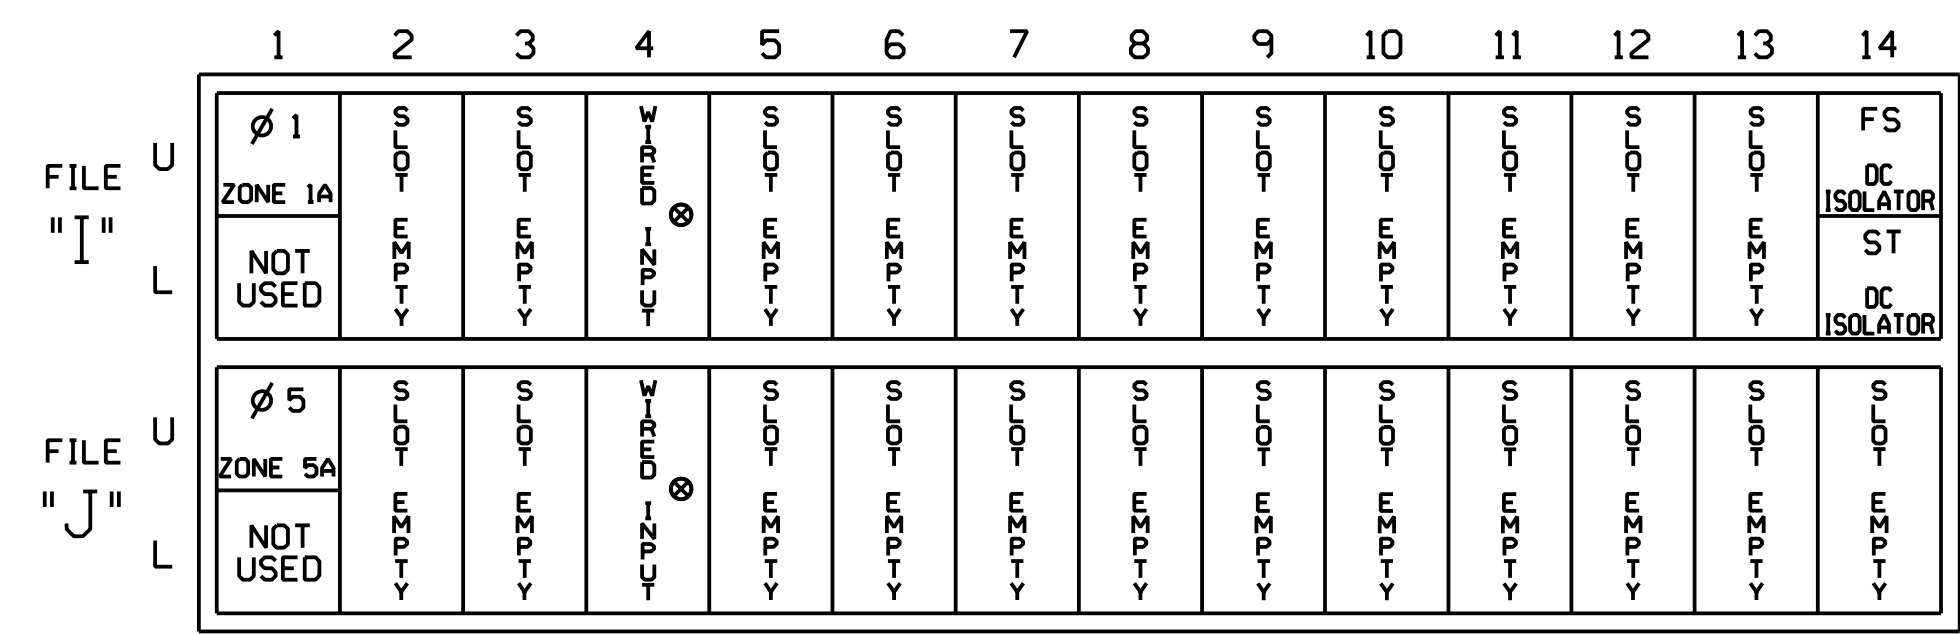 1 2 3 4 5 6 7 8 9 10 11 12 13 14
FILE "I"
U
L
Ø 1
ZONE 1A
NOT USED
SLOT EMPTY
SLOT EMPTY
WIRED INPUT ⊗
SLOT EMPTY
SLOT EMPTY
SLOT EMPTY
SLOT EMPTY
SLOT EMPTY
SLOT EMPTY
SLOT EMPTY
SLOT EMPTY
SLOT EMPTY
FS
DC
ISOLATOR
ST
DC
ISOLATOR
FILE "J"
U
L
Ø 5
ZONE 5A
NOT USED
SLOT EMPTY
SLOT EMPTY
WIRED INPUT ⊗
SLOT EMPTY
SLOT EMPTY
SLOT EMPTY
SLOT EMPTY
SLOT EMPTY
SLOT EMPTY
SLOT EMPTY
SLOT EMPTY
SLOT EMPTY
SLOT EMPTY